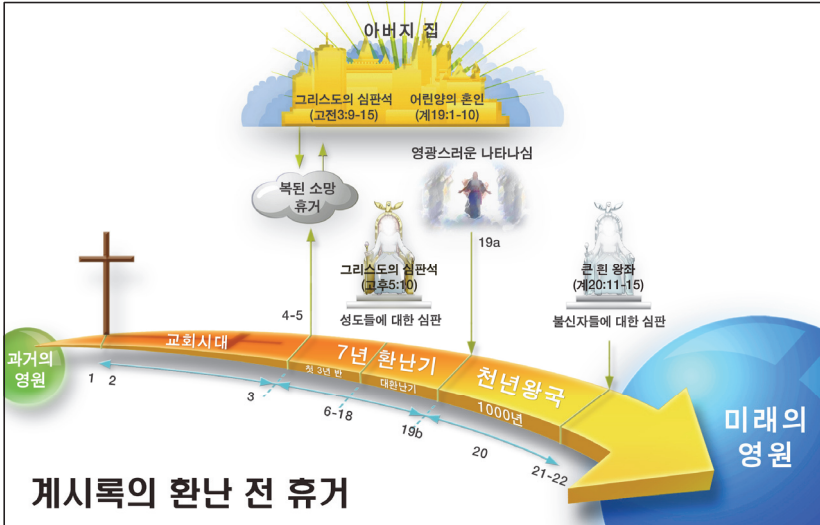 아버지 집
그리스도의 심판석
(고전3:9-15)
어린양의 혼인
(계19:1-10)
복된 소망
휴거
영광스러운 나타나심
그리스도의 심판석
(고후5:10)
성도들에 대한 심판
19a
큰 흰 왕좌
(계20:11-15)
불신자들에 대한 심판
4-5
과거의
영원
교회시대
7년 환난기
첫 3년 반
대환난기
천년왕국
1000년
미래의
영원
1
2
3
6-18
19b
20
21-22
계시록의 환난 전 휴거